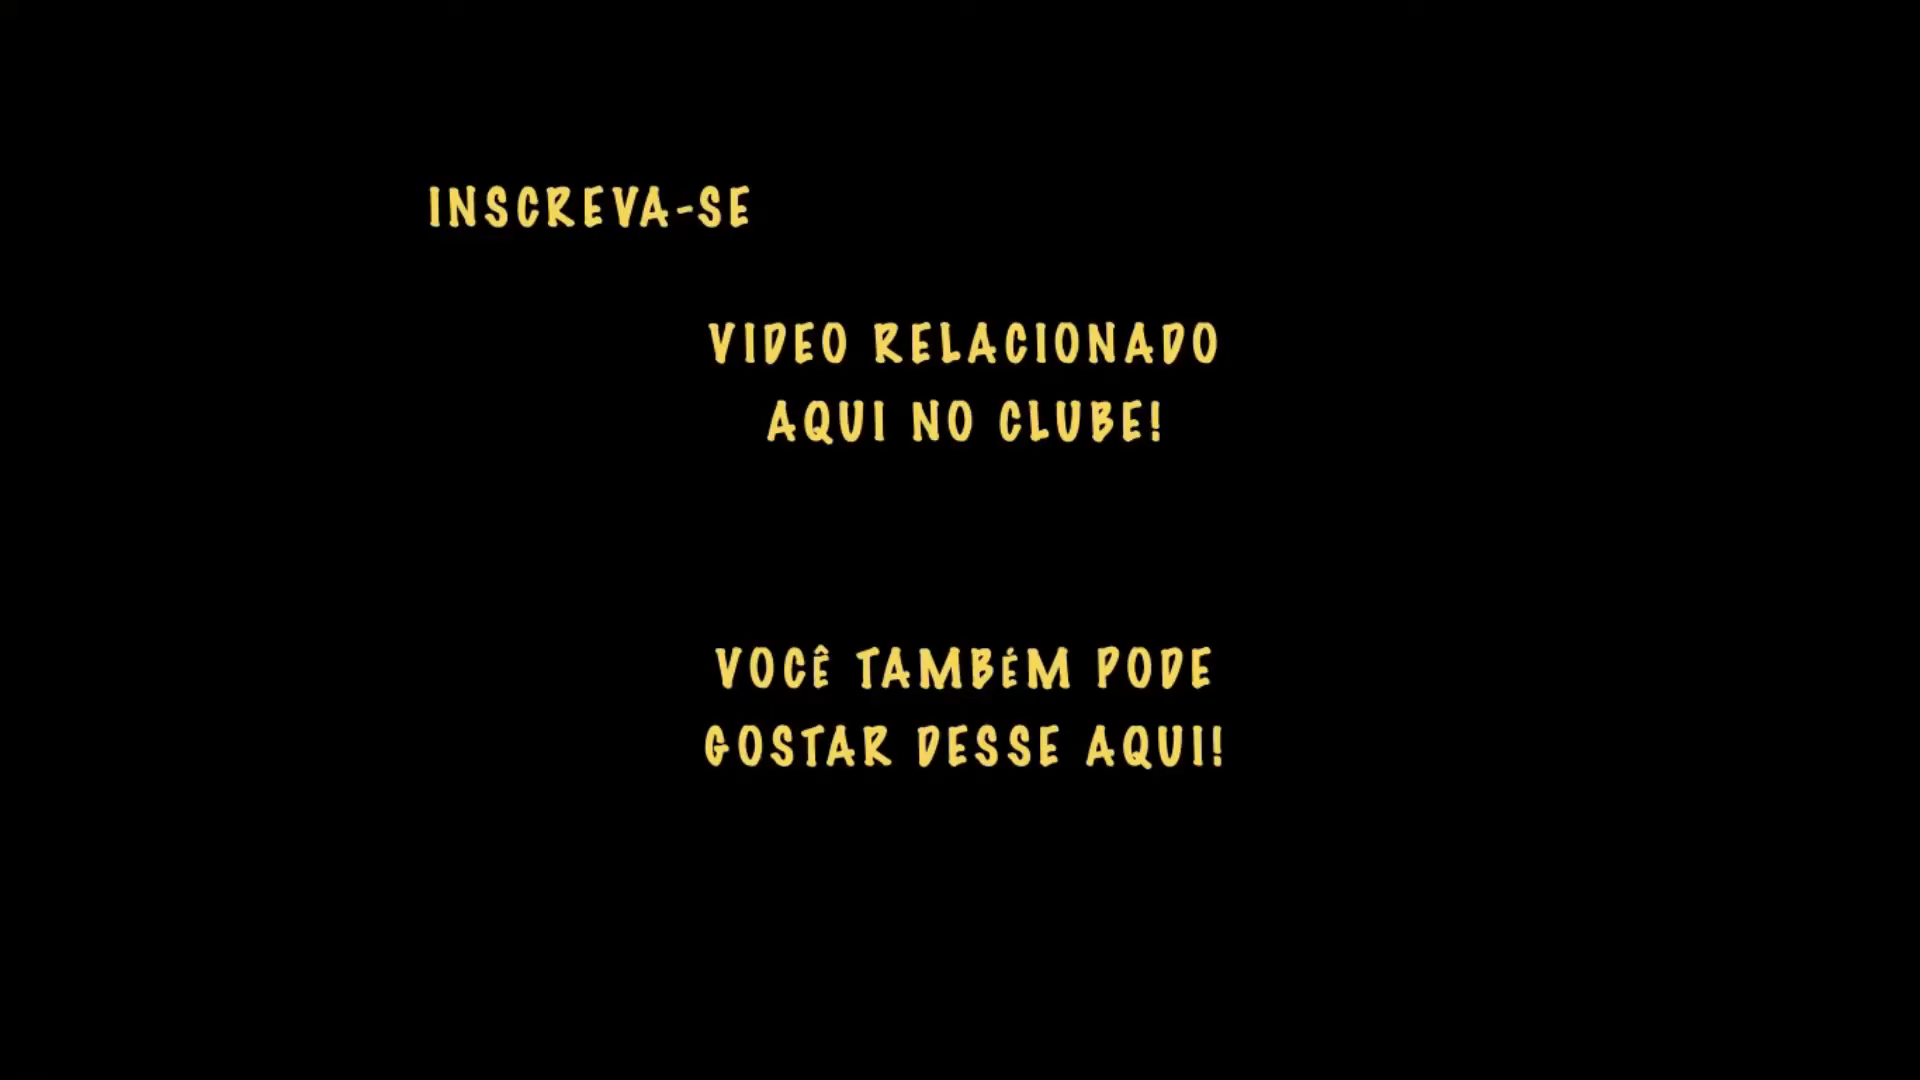 INSCREVA-SE
VIDEO RELACIONADO
AQUI NO CLUBE!
VOCÊ TAMBÉM PODE
GOSTAR DESSE AQUI!